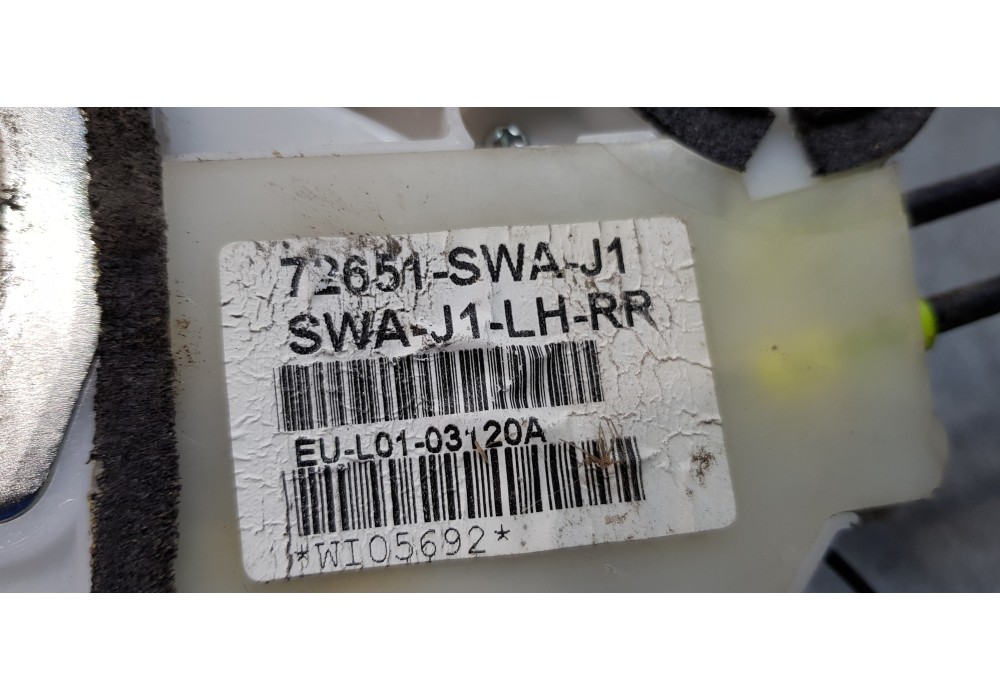 72651-SWA-J1
SWA-J1-LH-RR
EU-L01-03120A
*WI05692*